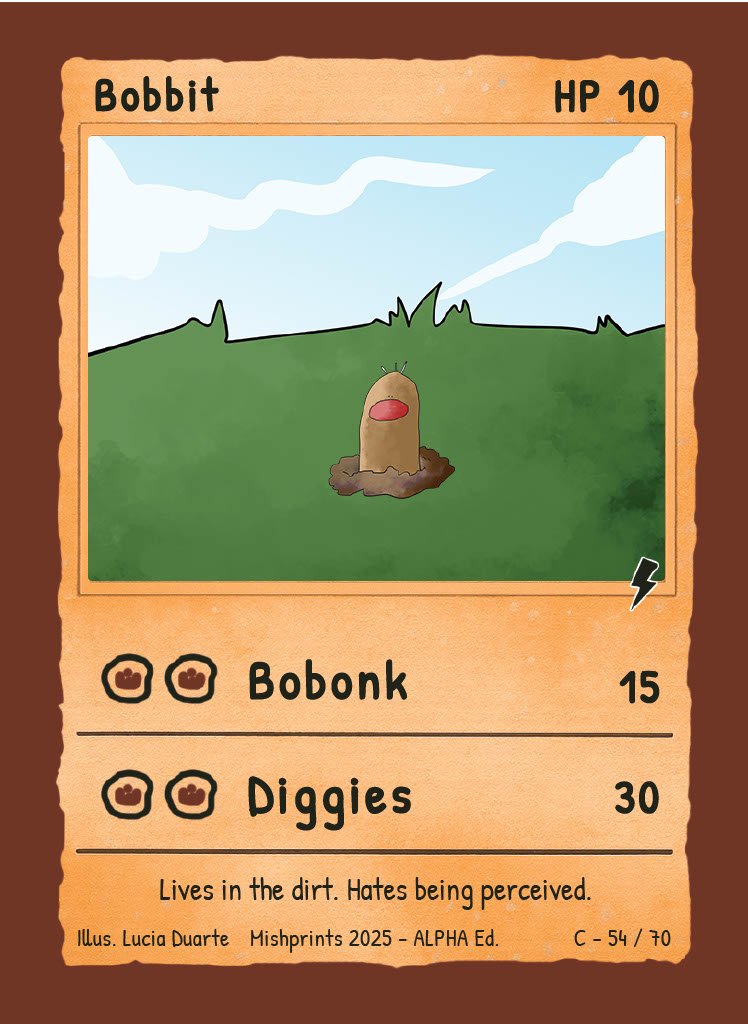 Bobbit HP 10
Bobonk 15
Diggies 30
Lives in the dirt. Hates being perceived.
Illus. Lucia Duarte Mishprints 2025 – ALPHA Ed. C – 54 / 70